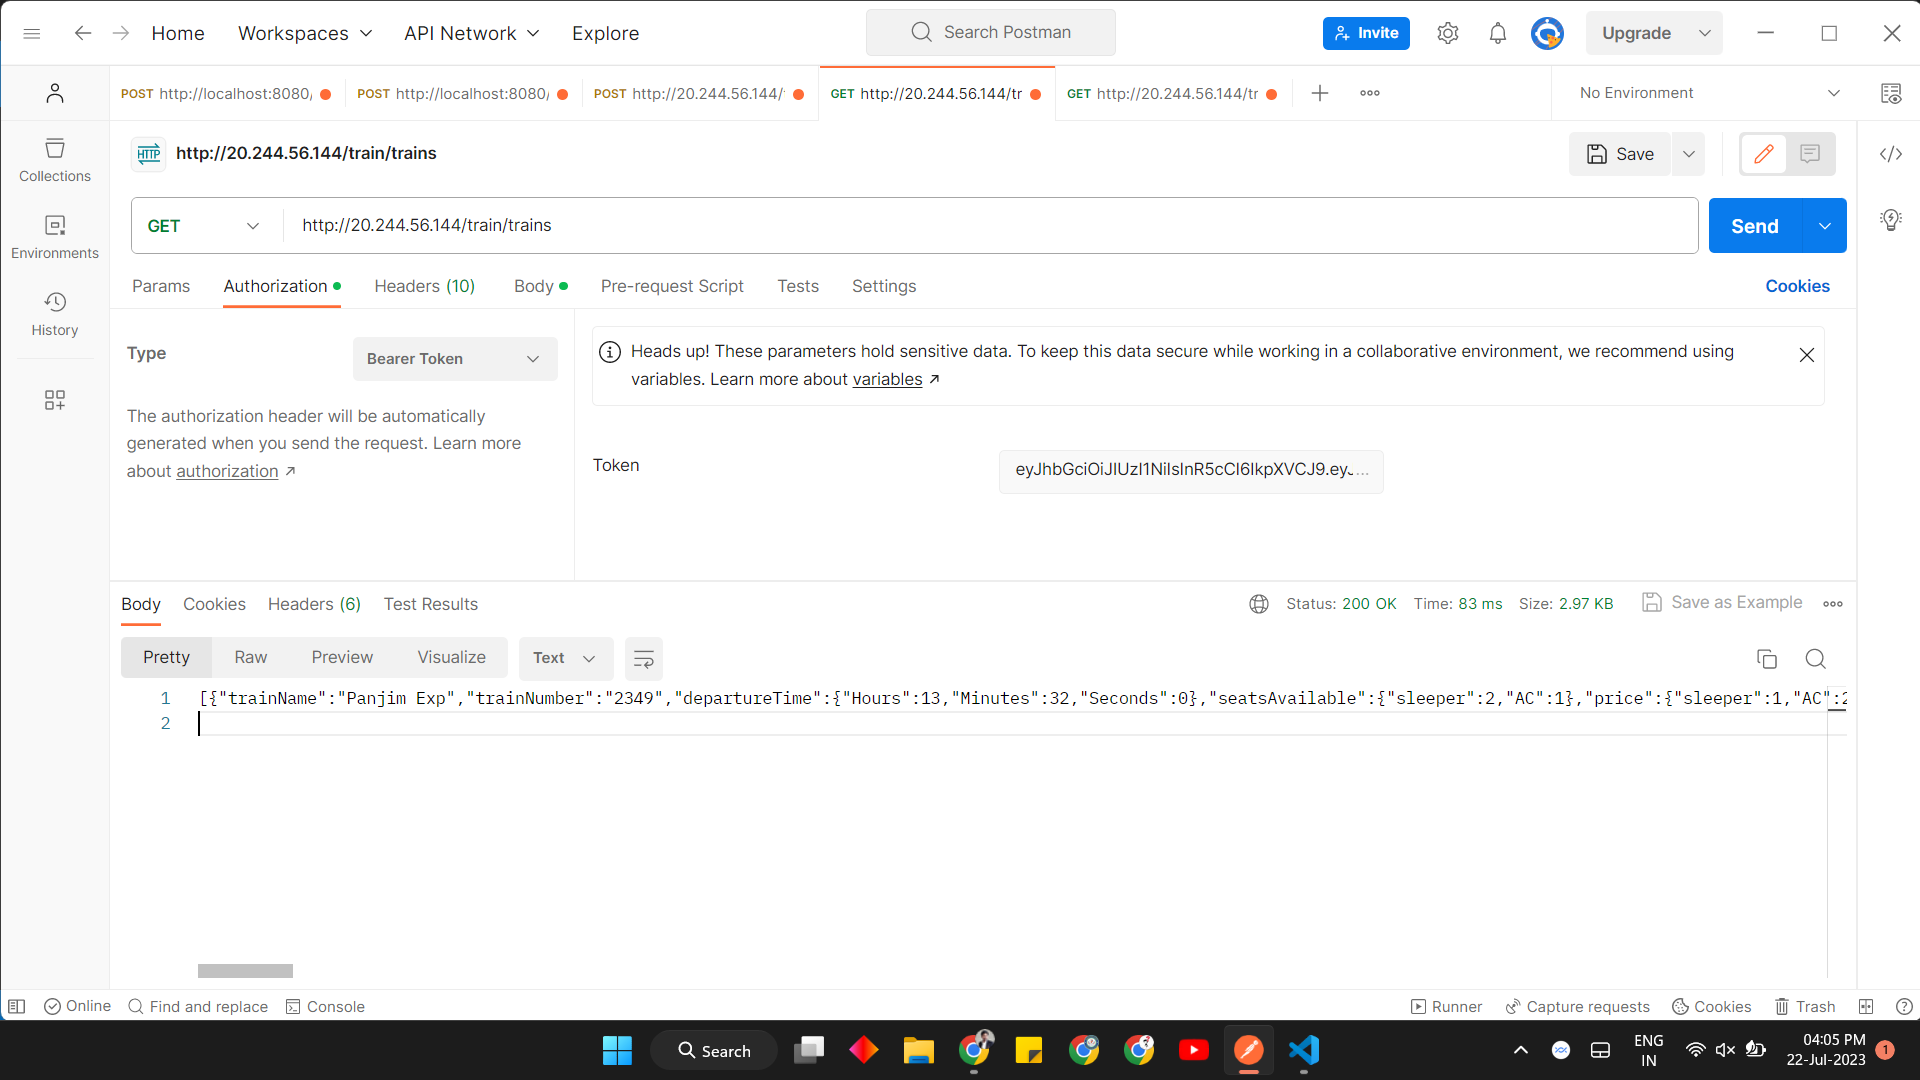 Home
Workspaces
API Network
Explore
Search Postman
Invite
Upgrade
POST http://localhost:8080/
POST http://localhost:8080/
POST http://20.244.56.144/
GET http://20.244.56.144/tr
GET http://20.244.56.144/tr
No Environment
Collections
Environments
History
HTTP
http://20.244.56.144/train/trains
Save
GET
http://20.244.56.144/train/trains
Send
Params
Authorization
Headers (10)
Body
Pre-request Script
Tests
Settings
Cookies
Type
Bearer Token
The authorization header will be automatically
generated when you send the request. Learn more
about authorization ↗
Heads up! These parameters hold sensitive data. To keep this data secure while working in a collaborative environment, we recommend using
variables. Learn more about variables ↗
Token
eyJhbGciOiJIUzI1NiIsInR5cCI6IkpXVCJ9.eyJ...
Body
Cookies
Headers (6)
Test Results
Status: 200 OK
Time: 83 ms
Size: 2.97 KB
Save as Example
Pretty
Raw
Preview
Visualize
Text
1 [{"trainName":"Panjim Exp","trainNumber":"2349","departureTime":{"Hours":13,"Minutes":32,"Seconds":0},"seatsAvailable":{"sleeper":2,"AC":1},"price":{"sleeper":1,"AC":2
2
Online
Find and replace
Console
Runner
Capture requests
Cookies
Trash
Search
ENG
IN
04:05 PM
22-Jul-2023
1